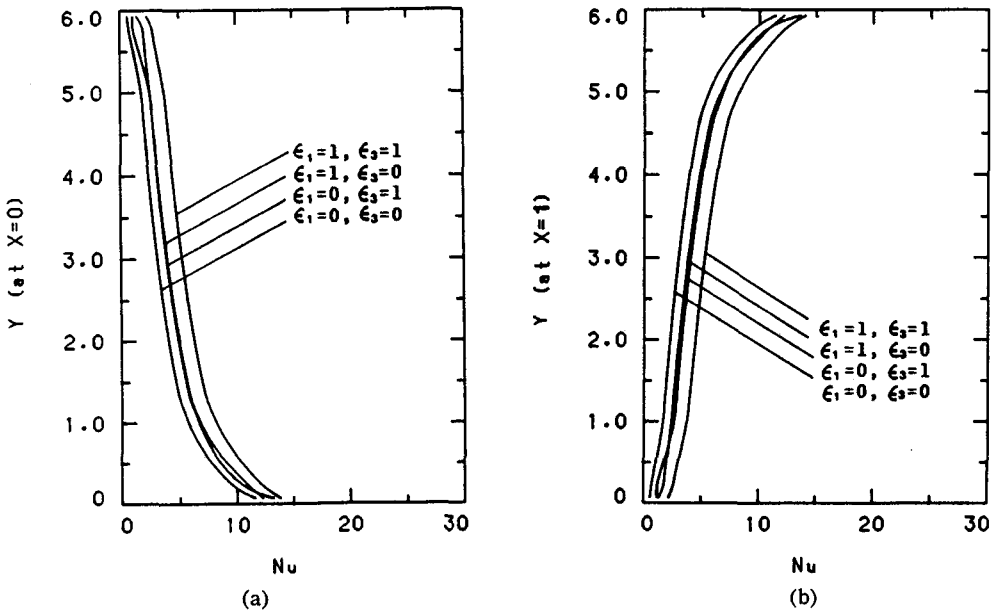 6.0
5.0
4.0
3.0
2.0
1.0
0
Y (at X=0)
ϵ₁=1, ϵ₃=1
ϵ₁=1, ϵ₃=0
ϵ₁=0, ϵ₃=1
ϵ₁=0, ϵ₃=0
0 10 20 30
Nu
(a)
6.0
5.0
4.0
3.0
2.0
1.0
0
Y (at X=1)
ϵ₁=1, ϵ₃=1
ϵ₁=1, ϵ₃=0
ϵ₁=0, ϵ₃=1
ϵ₁=0, ϵ₃=0
0 10 20 30
Nu
(b)